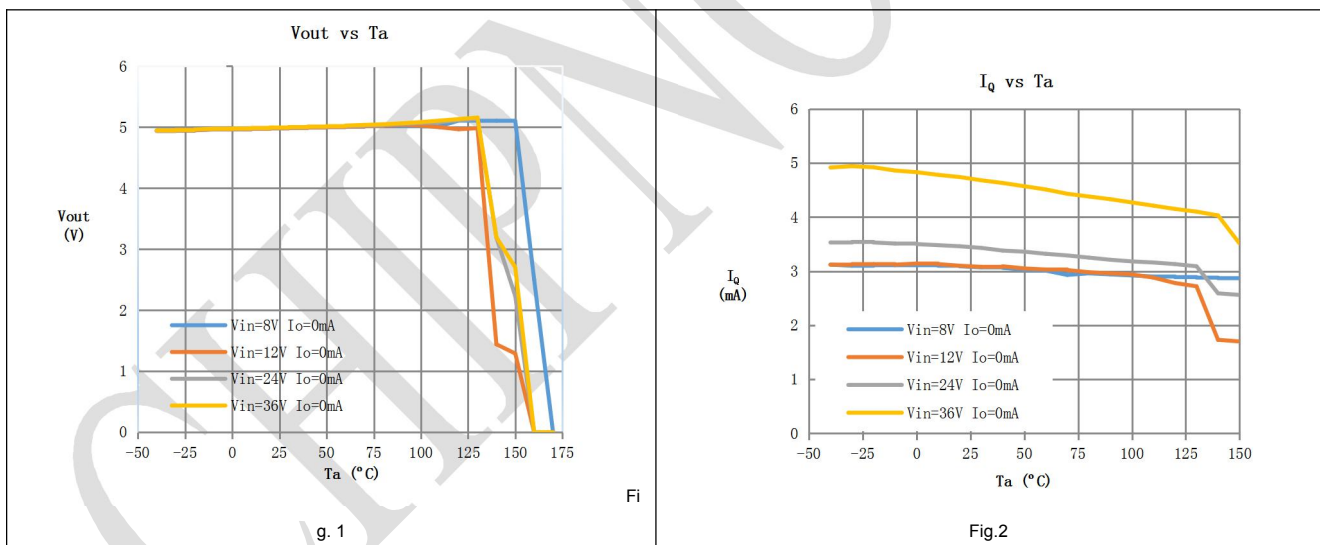 Vout vs Ta
6
5
4
3
2
1
0
Vout
(V)
Vin=8V Io=0mA
Vin=12V Io=0mA
Vin=24V Io=0mA
Vin=36V Io=0mA
-50 -25 0 25 50 75 100 125 150 175
Ta (°C)
Fi
g. 1
I_Q vs Ta
6
5
4
3
2
1
0
I_Q
(mA)
Vin=8V Io=0mA
Vin=12V Io=0mA
Vin=24V Io=0mA
Vin=36V Io=0mA
-50 -25 0 25 50 75 100 125 150
Ta (°C)
Fig.2